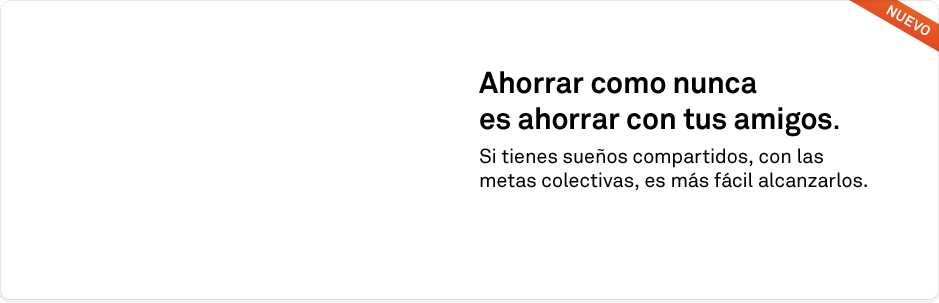 NUEVO
Ahorrar como nunca
es ahorrar con tus amigos.
Si tienes sueños compartidos, con las
metas colectivas, es más fácil alcanzarlos.